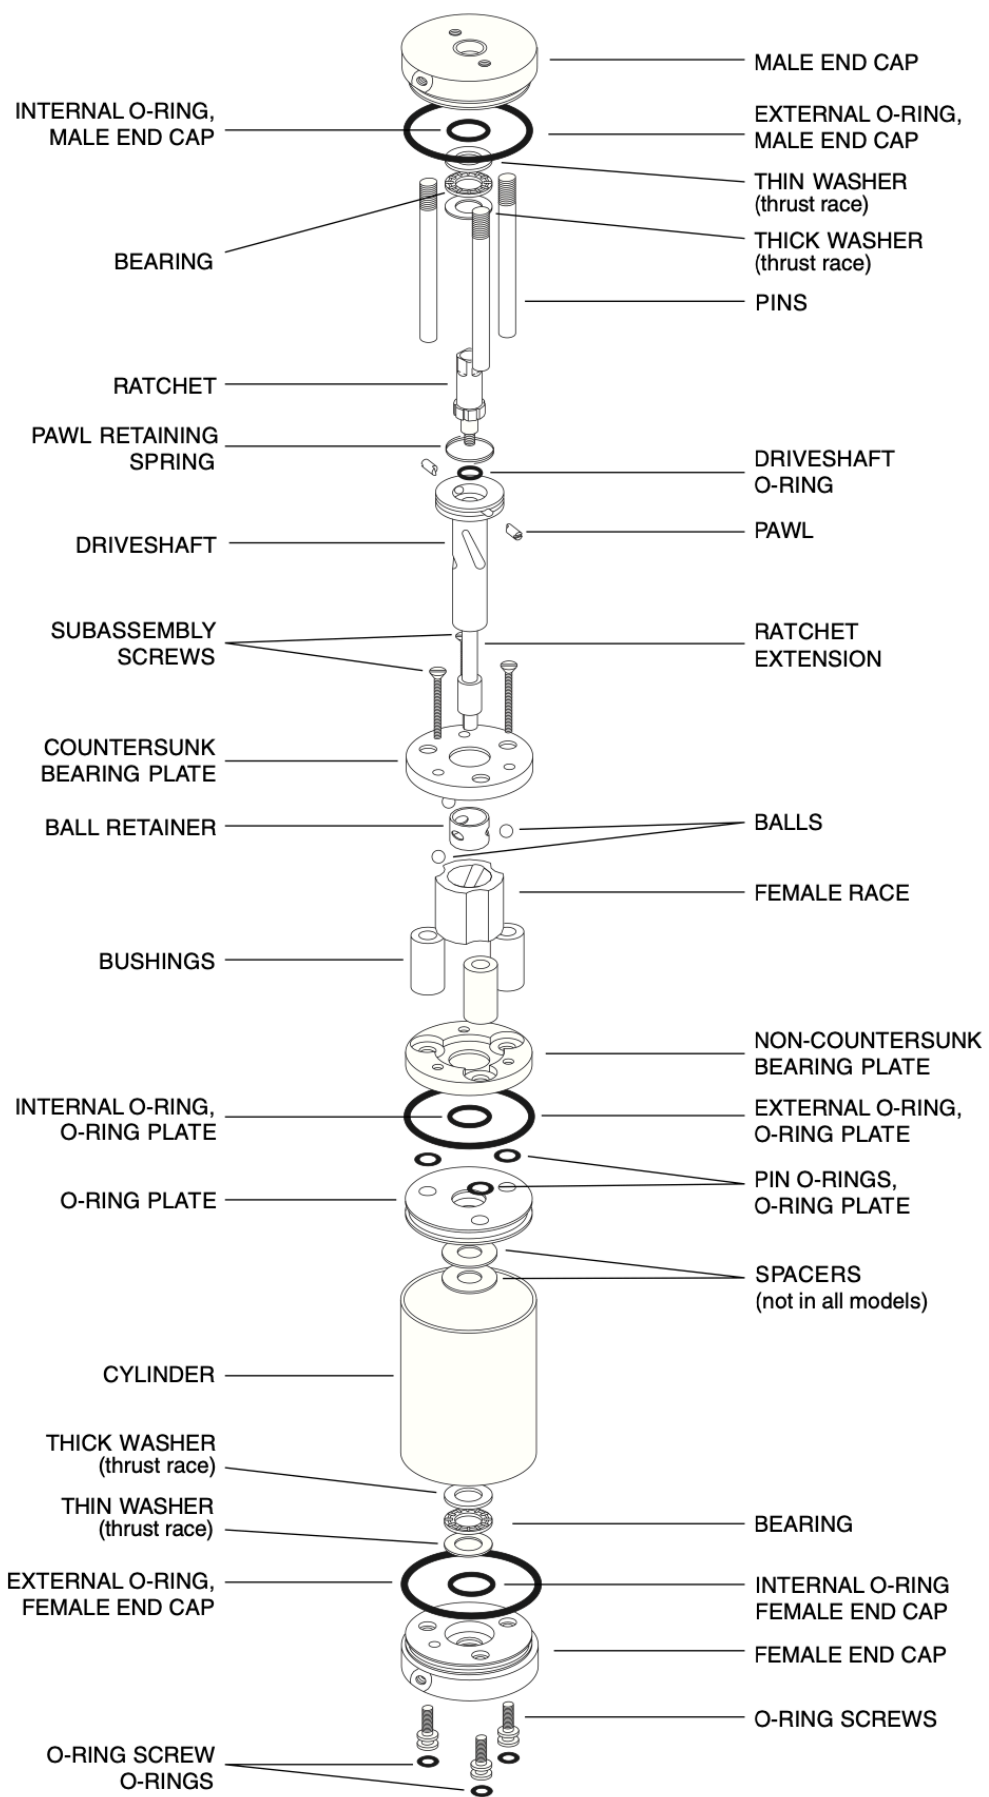 MALE END CAP
INTERNAL O-RING,
MALE END CAP
EXTERNAL O-RING,
MALE END CAP
THIN WASHER
(thrust race)
THICK WASHER
(thrust race)
BEARING
PINS
RATCHET
PAWL RETAINING
SPRING
DRIVESHAFT
O-RING
PAWL
DRIVESHAFT
SUBASSEMBLY
SCREWS
RATCHET
EXTENSION
COUNTERSUNK
BEARING PLATE
BALL RETAINER
BALLS
FEMALE RACE
BUSHINGS
NON-COUNTERSUNK
BEARING PLATE
INTERNAL O-RING,
O-RING PLATE
EXTERNAL O-RING,
O-RING PLATE
O-RING PLATE
PIN O-RINGS,
O-RING PLATE
SPACERS
(not in all models)
CYLINDER
THICK WASHER
(thrust race)
THIN WASHER
(thrust race)
BEARING
EXTERNAL O-RING,
FEMALE END CAP
INTERNAL O-RING
FEMALE END CAP
FEMALE END CAP
O-RING SCREWS
O-RING SCREW
O-RINGS